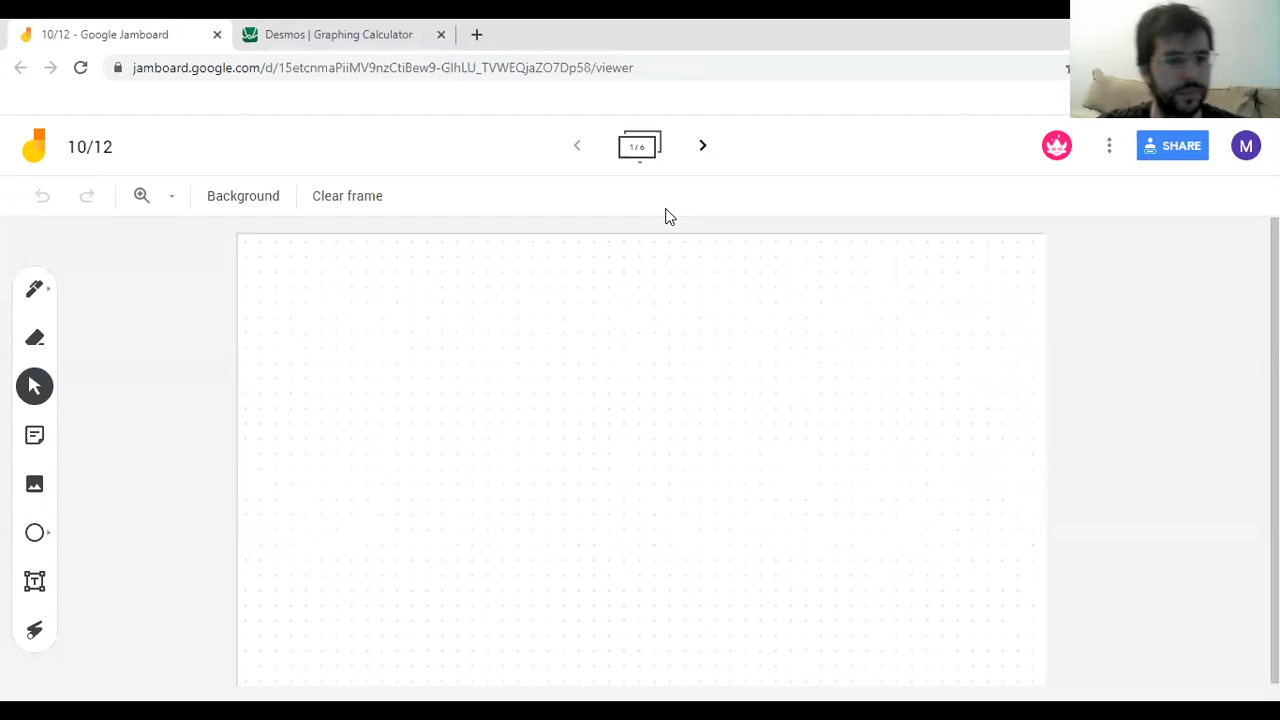 10/12 - Google Jamboard
Desmos | Graphing Calculator
jamboard.google.com/d/15etcnmaPiiMV9nzCtiBew9-GIhLU_TVWEQjaZO7Dp58/viewer
10/12
1/6
SHARE
M
Background
Clear frame